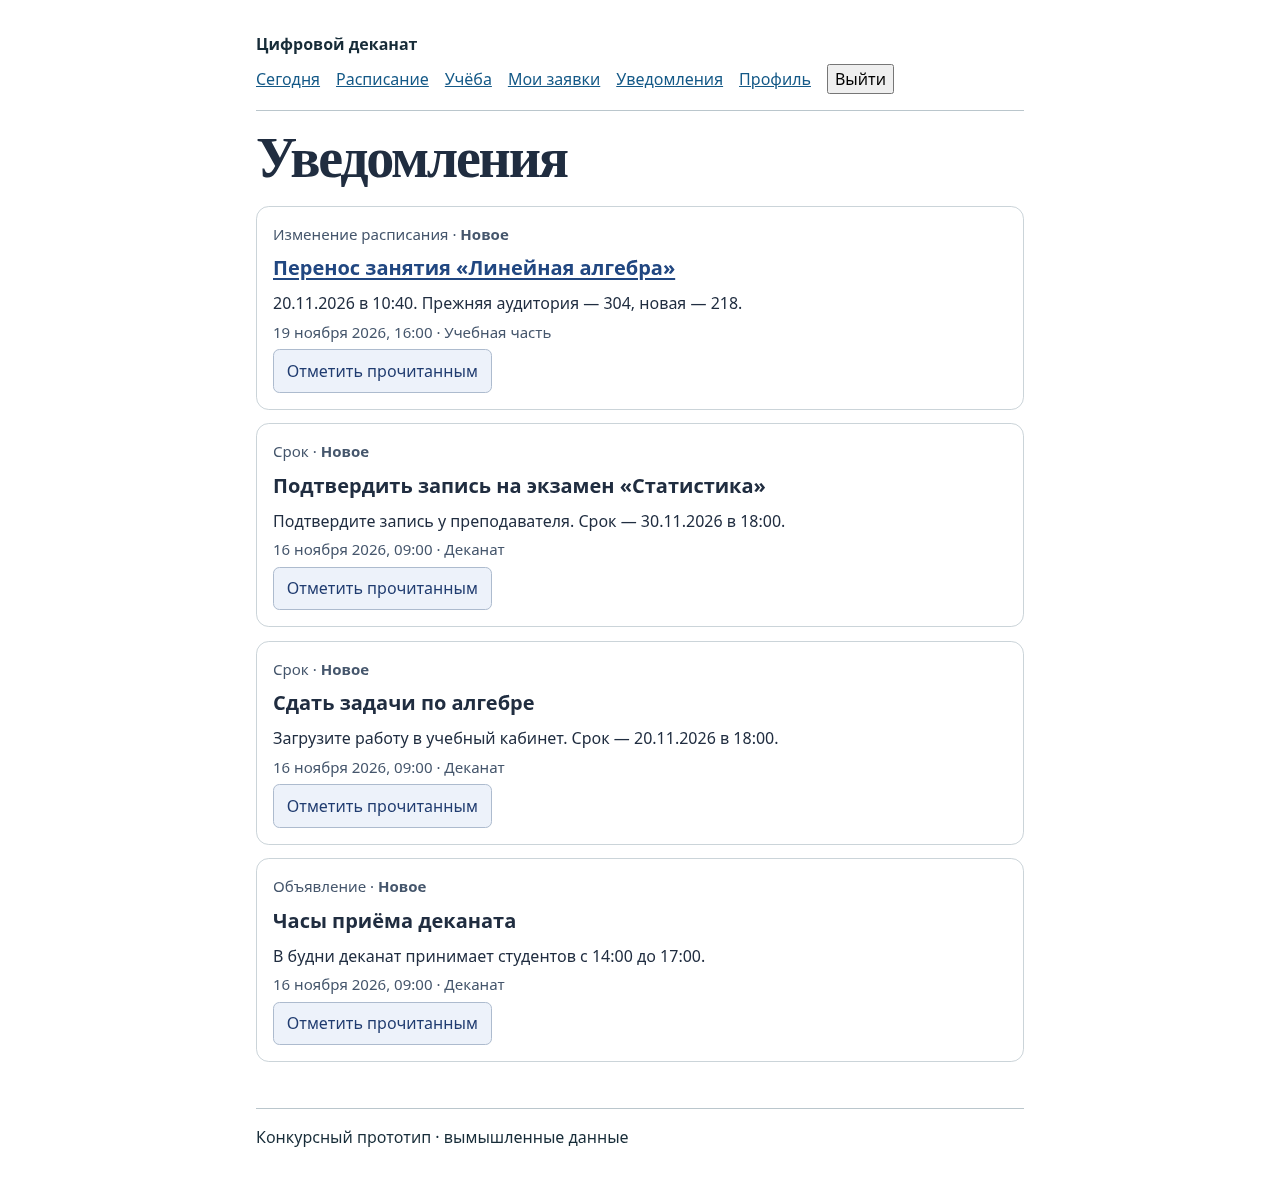 Цифровой деканат
Сегодня Расписание Учёба Мои заявки Уведомления Профиль Выйти
Уведомления
Изменение расписания · Новое
Перенос занятия «Линейная алгебра»
20.11.2026 в 10:40. Прежняя аудитория — 304, новая — 218.
19 ноября 2026, 16:00 · Учебная часть
Отметить прочитанным
Срок · Новое
Подтвердить запись на экзамен «Статистика»
Подтвердите запись у преподавателя. Срок — 30.11.2026 в 18:00.
16 ноября 2026, 09:00 · Деканат
Отметить прочитанным
Срок · Новое
Сдать задачи по алгебре
Загрузите работу в учебный кабинет. Срок — 20.11.2026 в 18:00.
16 ноября 2026, 09:00 · Деканат
Отметить прочитанным
Объявление · Новое
Часы приёма деканата
В будни деканат принимает студентов с 14:00 до 17:00.
16 ноября 2026, 09:00 · Деканат
Отметить прочитанным
Конкурсный прототип · вымышленные данные